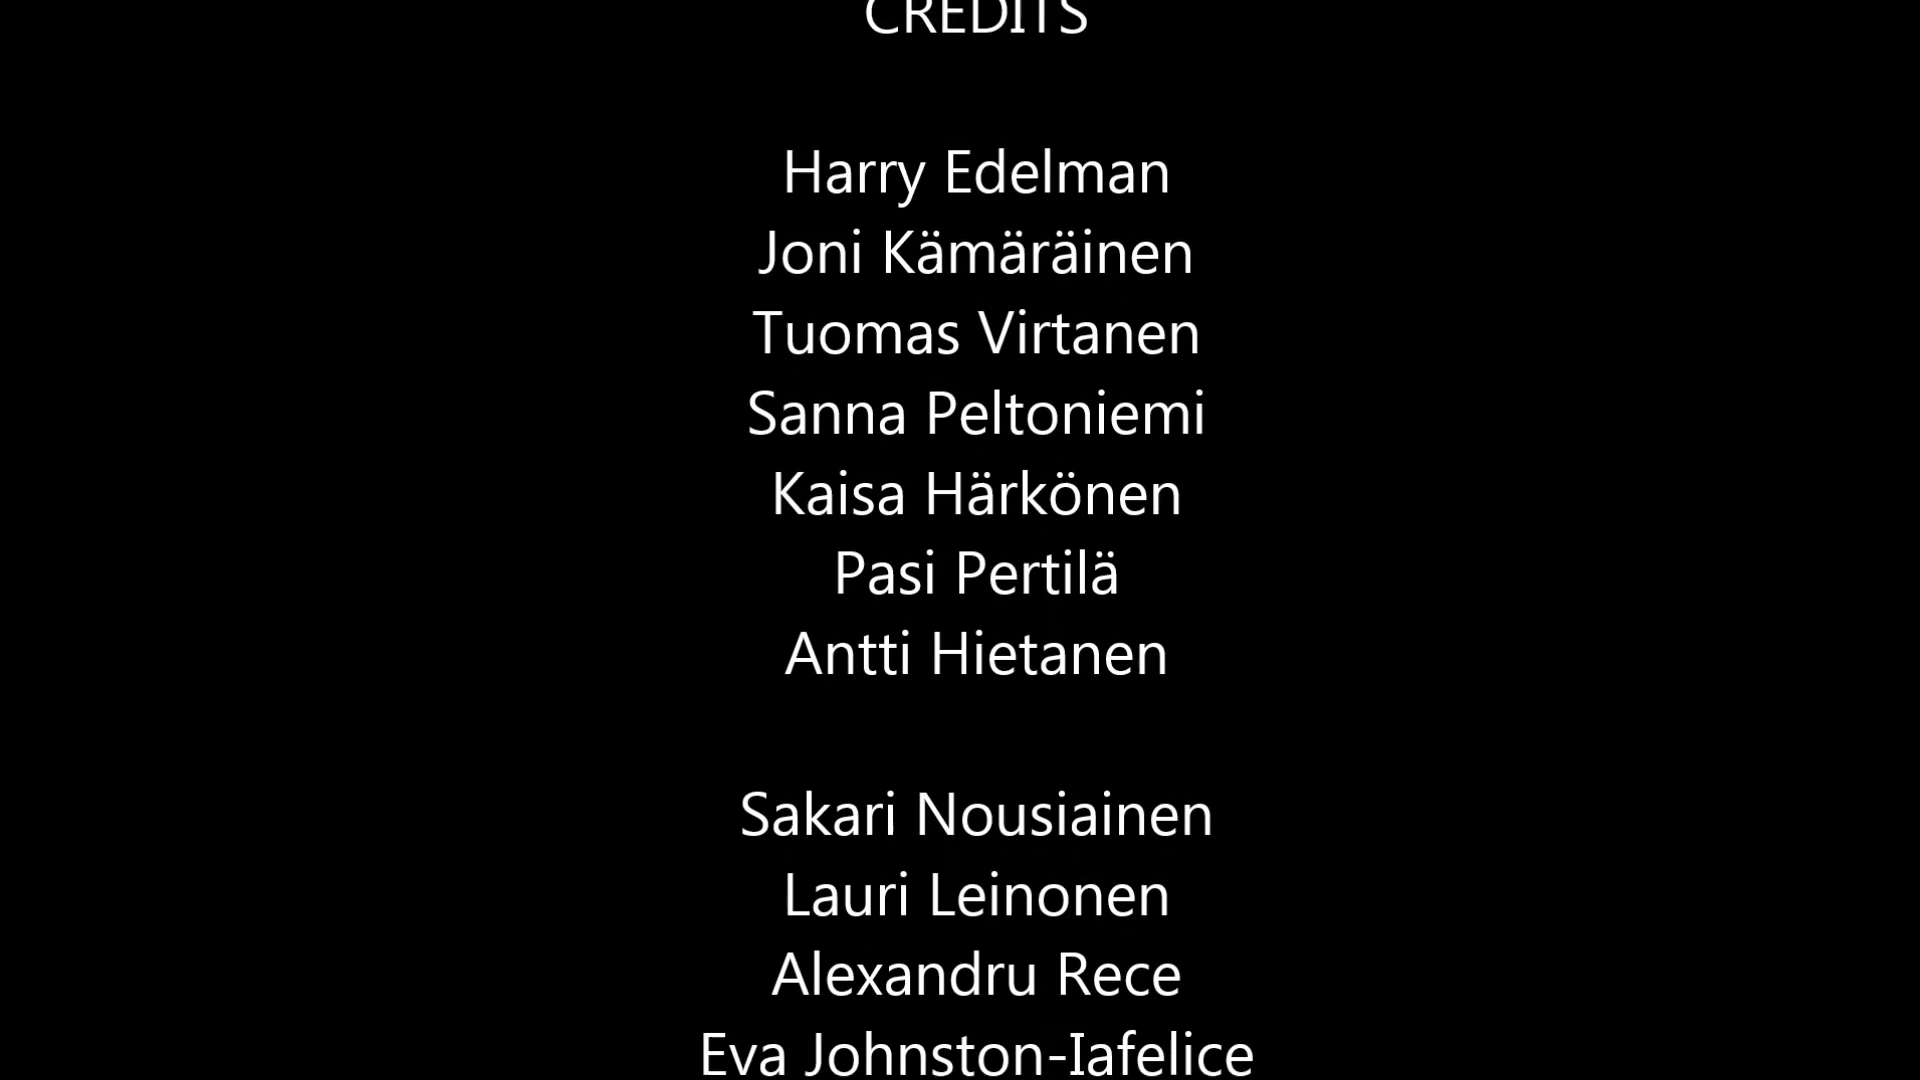 CREDITS
Harry Edelman
Joni Kämäräinen
Tuomas Virtanen
Sanna Peltoniemi
Kaisa Härkönen
Pasi Pertilä
Antti Hietanen
Sakari Nousiainen
Lauri Leinonen
Alexandru Rece
Eva Johnston-Iafelice